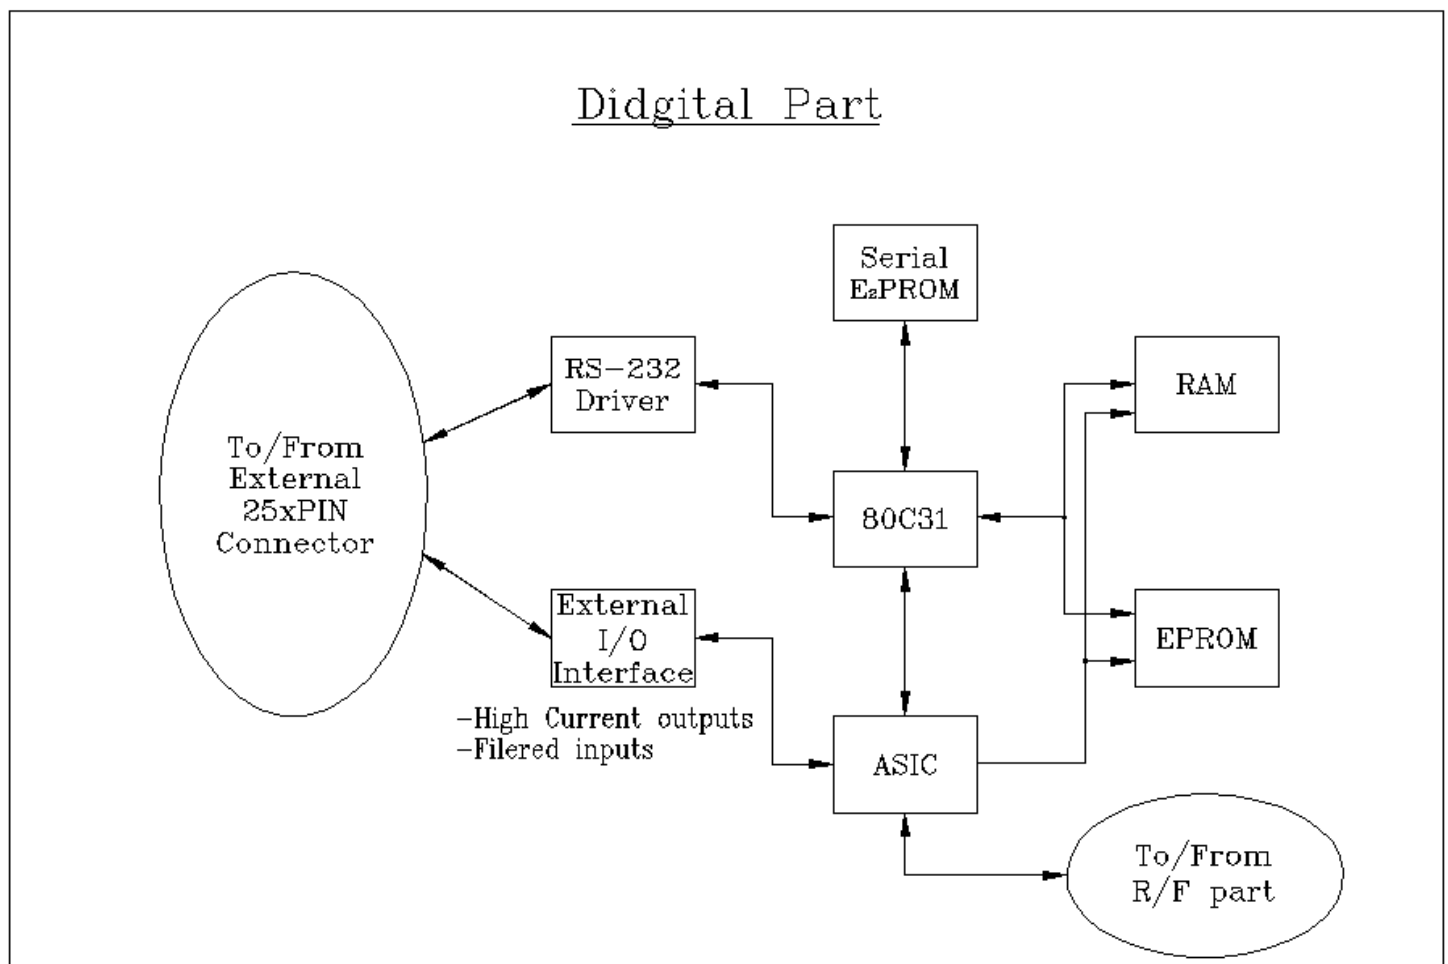 Didgital Part
Serial
E₂PROM
RS-232
Driver
RAM
To/From
External
25xPIN
Connector
80C31
External
I/O
Interface
EPROM
-High Current outputs
-Filered inputs
ASIC
To/From
R/F part